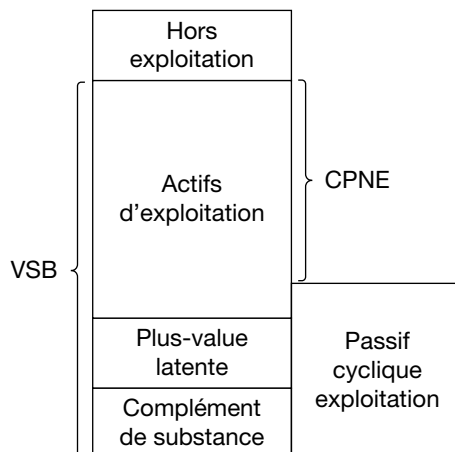 Hors
exploitation
Actifs
d’exploitation
CPNE
VSB
Plus-value
latente
Passif
cyclique
exploitation
Complément
de substance